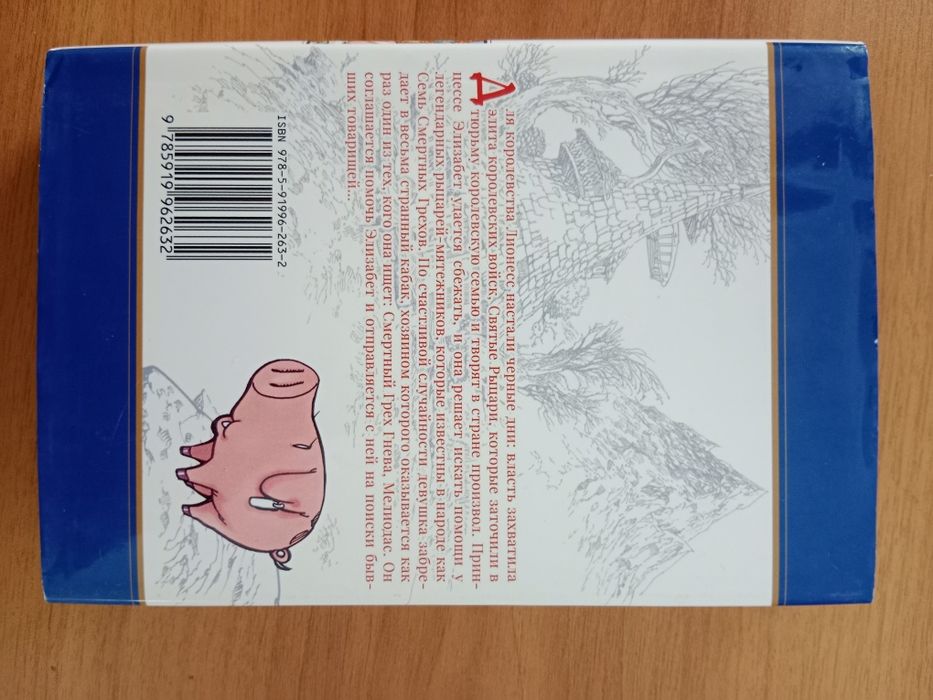 Для королевства Лионесс настали черные дни: власть захватила
элита королевских войск, Святые Рыцари, которые заточили в
тюрьму королевскую семью и творят в стране произвол. Прин-
цессе Элизабет удается сбежать, и она решает искать помощи у
легендарных рыцарей-мятежников, которые известны в народе как
Семь Смертных Грехов. По счастливой случайности девушка забре-
дает в весьма странный кабак, хозяином которого оказывается как
раз один из тех, кого она ищет: Смертный Грех Гнева, Мелиодас. Он
соглашается помочь Элизабет и отправляется с ней на поиски быв-
ших товарищей...
ISBN 978-5-91996-263-2
9 785919 962632